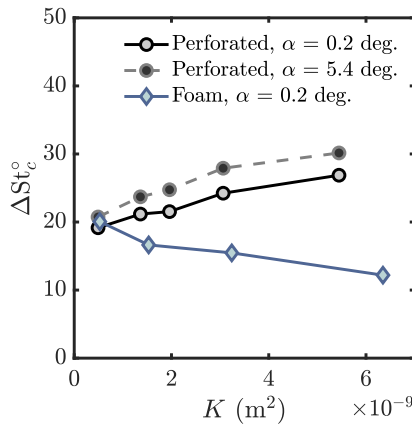 50
40
30
20
10
0
ΔSt°c
Perforated, α = 0.2 deg.
Perforated, α = 5.4 deg.
Foam, α = 0.2 deg.
0 2 4 6
K (m²) ×10⁻⁹